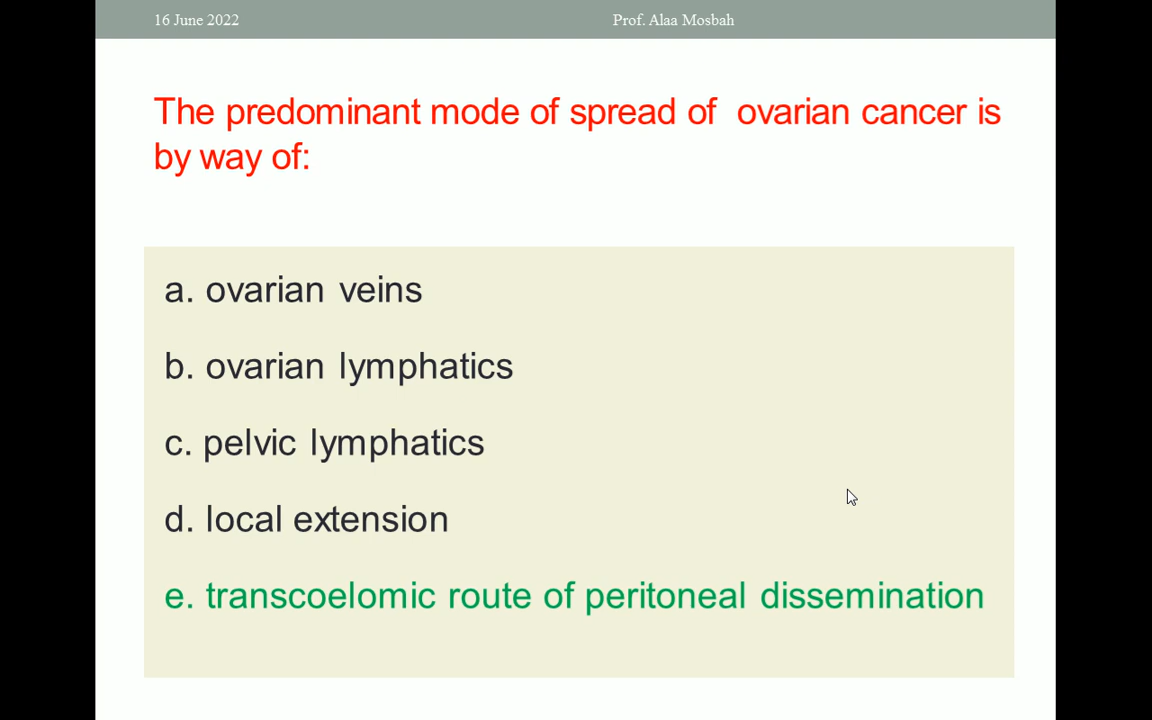 16 June 2022 Prof. Alaa Mosbah
The predominant mode of spread of ovarian cancer is
by way of:
a. ovarian veins
b. ovarian lymphatics
c. pelvic lymphatics
d. local extension
e. transcoelomic route of peritoneal dissemination